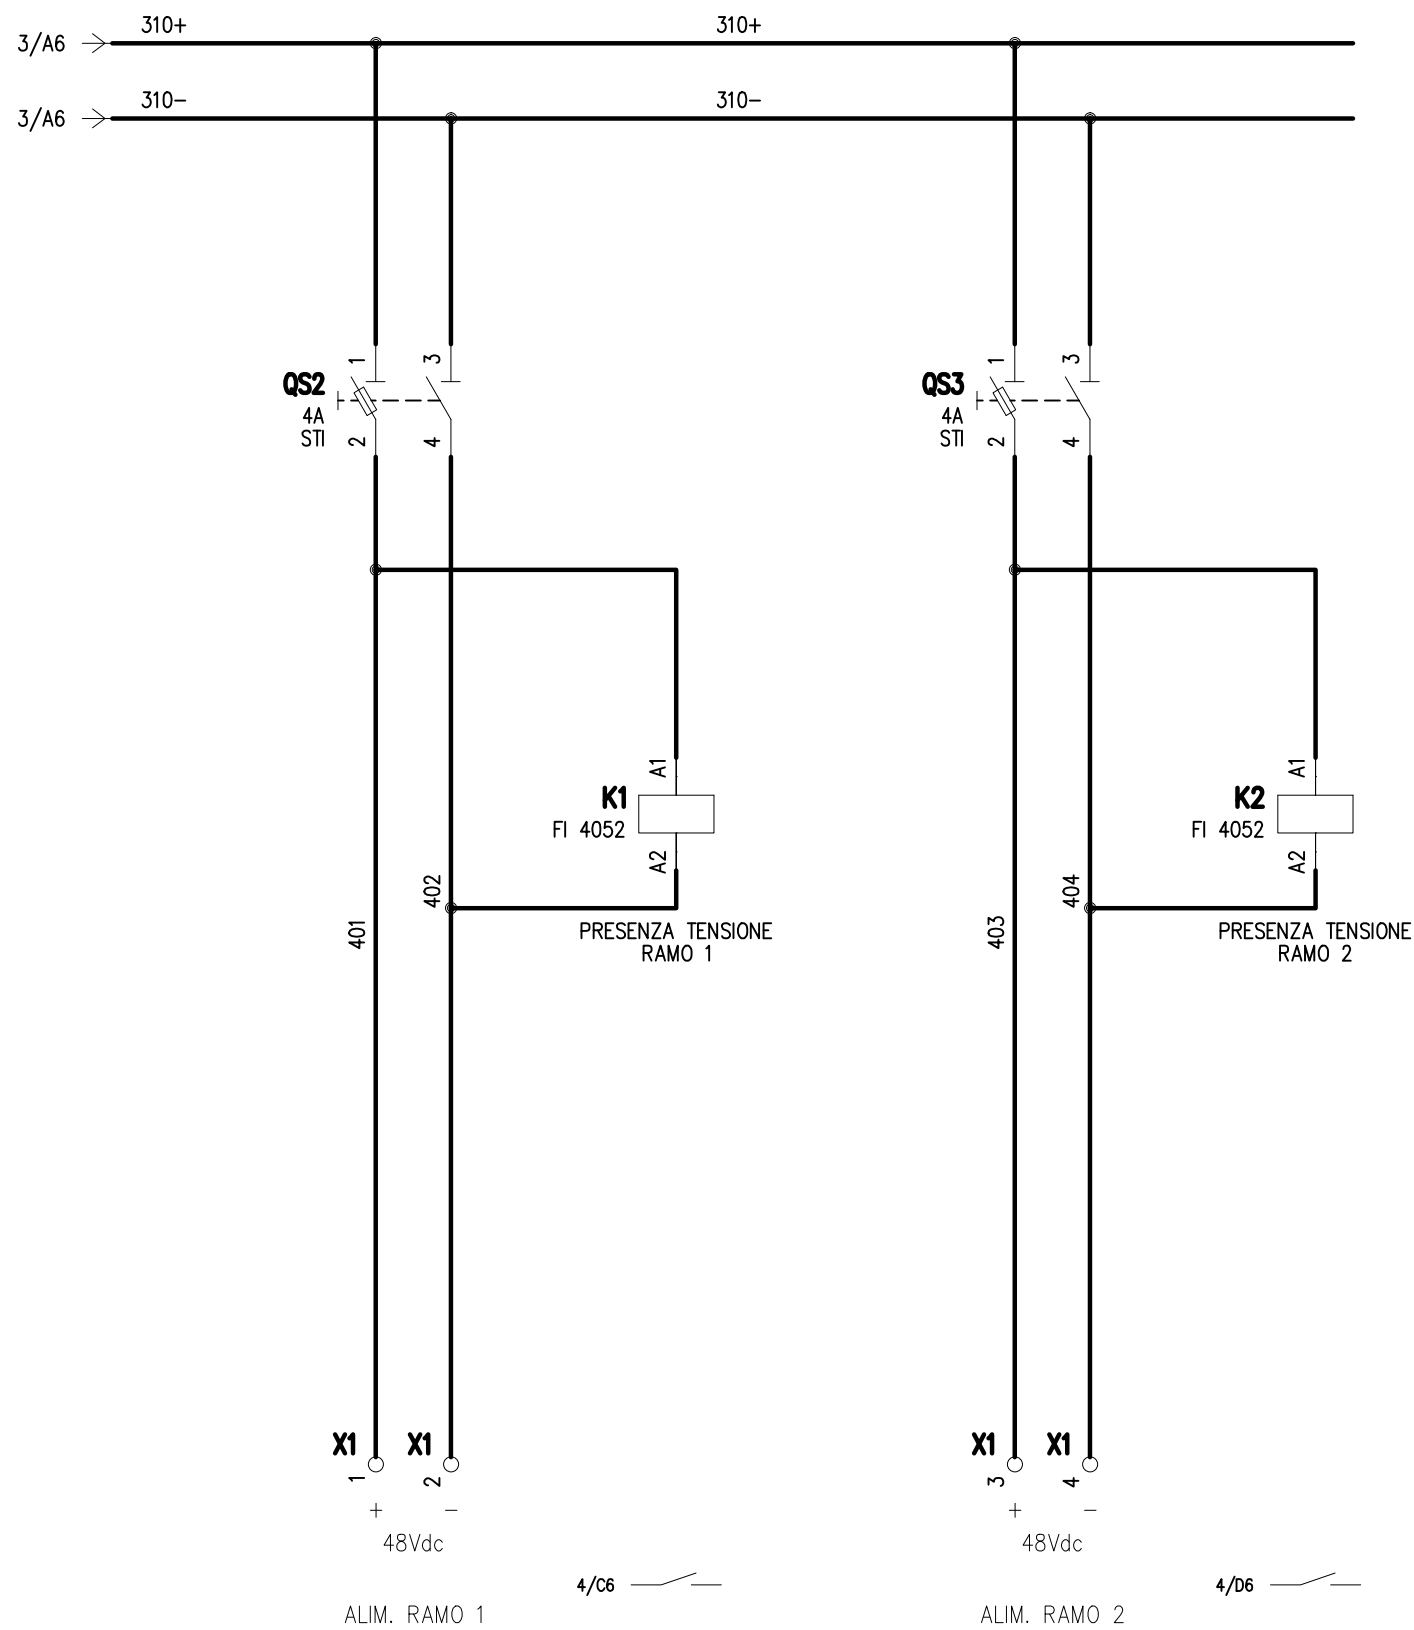 310+ 310+
3/A6
310- 310-
3/A6
1 3 1 3
QS2 QS3
4A 4A
STI STI
2 4 2 4
A1 A1
K1 K2
FI 4052 FI 4052
A2 A2
402 404
401 403
PRESENZA TENSIONE PRESENZA TENSIONE
RAMO 1 RAMO 2
X1 X1 X1 X1
1 2 3 4
+ - + -
48Vdc 48Vdc
4/C6 4/D6
ALIM. RAMO 1 ALIM. RAMO 2